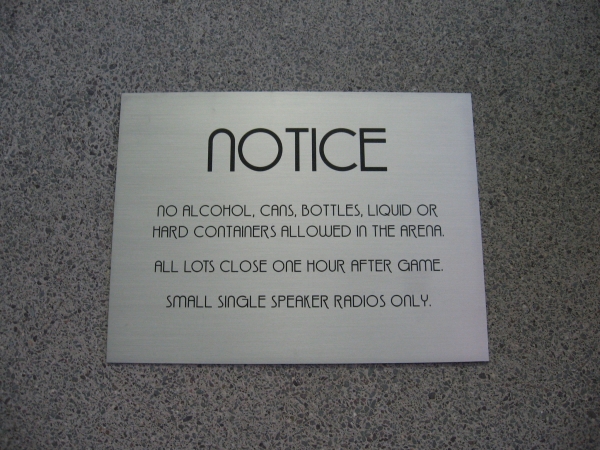 NOTICE
NO ALCOHOL, CANS, BOTTLES, LIQUID OR
HARD CONTAINERS ALLOWED IN THE ARENA.
ALL LOTS CLOSE ONE HOUR AFTER GAME.
SMALL SINGLE SPEAKER RADIOS ONLY.